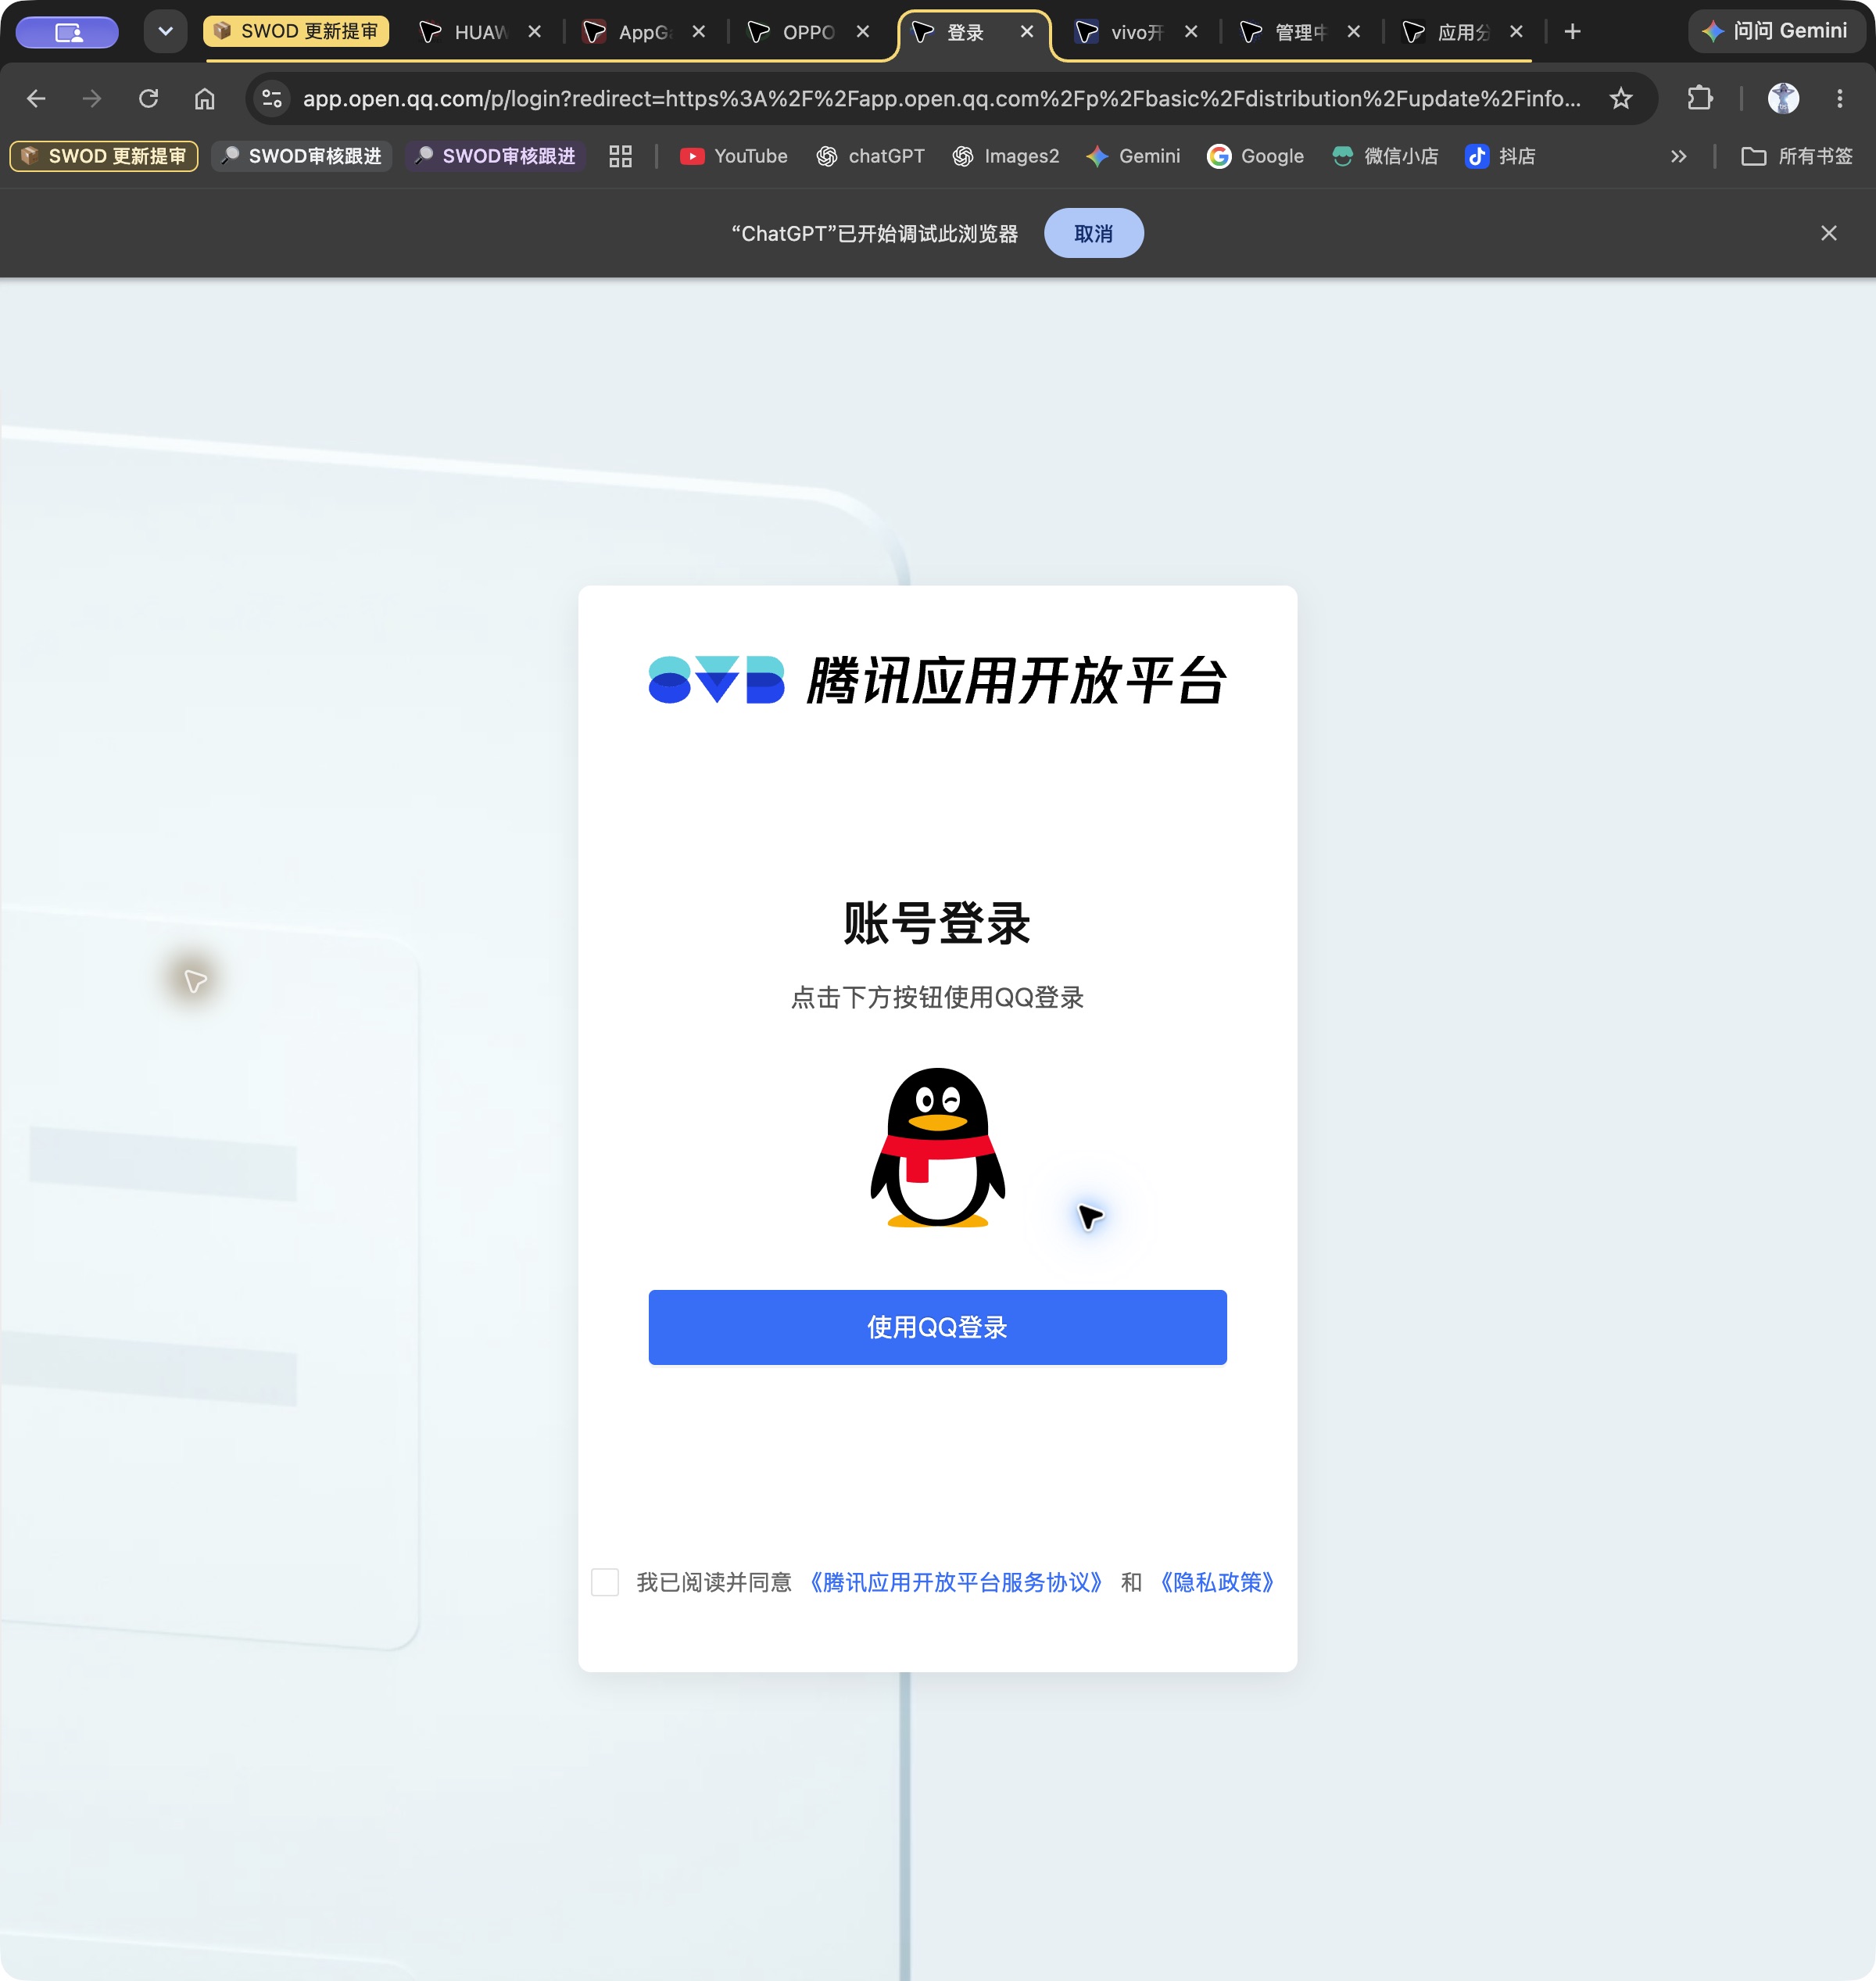 SWOD 更新提审
HUAW
AppGa
OPPO
登录
vivo开
管理中
应用分
问问 Gemini
app.open.qq.com/p/login?redirect=https%3A%2F%2Fapp.open.qq.com%2Fp%2Fbasic%2Fdistribution%2Fupdate%2Finfo...
SWOD 更新提审
SWOD审核跟进
SWOD审核跟进
YouTube
chatGPT
Images2
Gemini
Google
微信小店
抖店
所有书签
“ChatGPT”已开始调试此浏览器
取消
腾讯应用开放平台
账号登录
点击下方按钮使用QQ登录
使用QQ登录
我已阅读并同意 《腾讯应用开放平台服务协议》 和 《隐私政策》